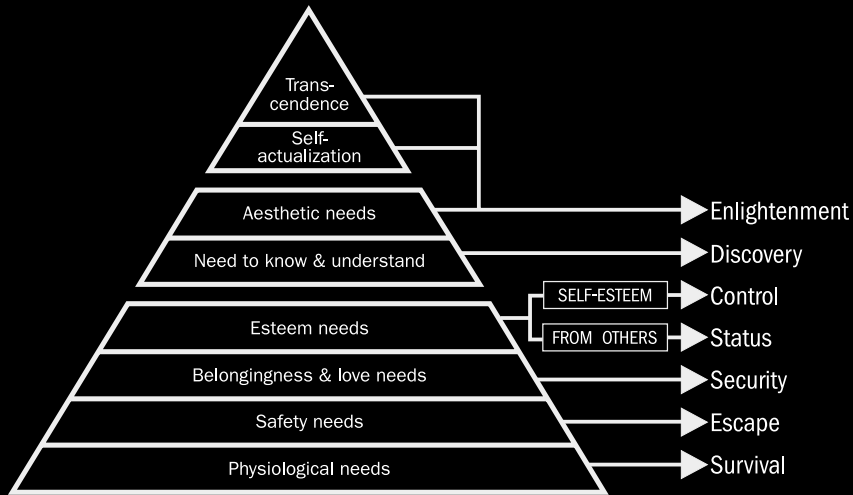 Trans-
cendence
Self-
actualization
Aesthetic needs
Enlightenment
Need to know & understand
Discovery
SELF-ESTEEM
Control
Esteem needs
FROM OTHERS
Status
Belongingness & love needs
Security
Safety needs
Escape
Physiological needs
Survival